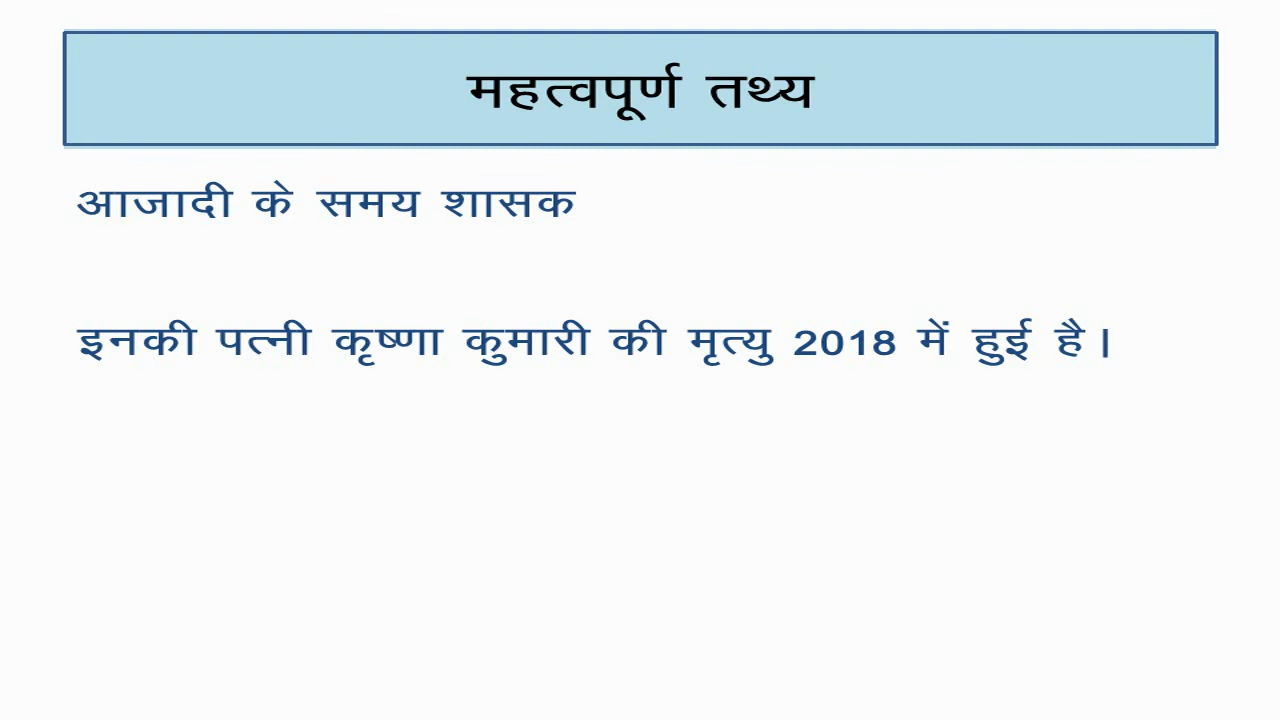 महत्वपूर्ण तथ्य
आजादी के समय शासक
इनकी पत्नी कृष्णा कुमारी की मृत्यु 2018 में हुई है।